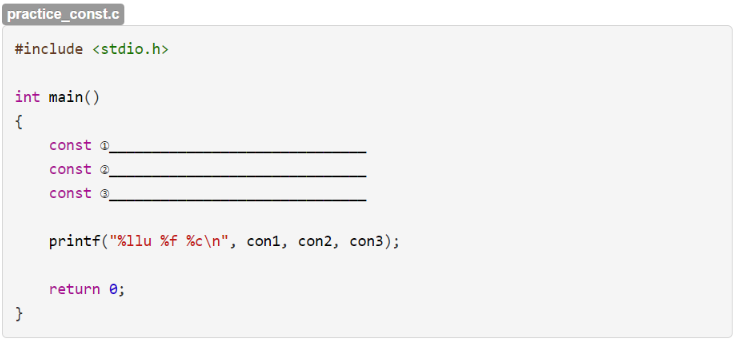 practice_const.c
#include <stdio.h>
int main()
{
const ①______________________________
const ②______________________________
const ③______________________________
printf("%llu %f %c\n", con1, con2, con3);
return 0;
}